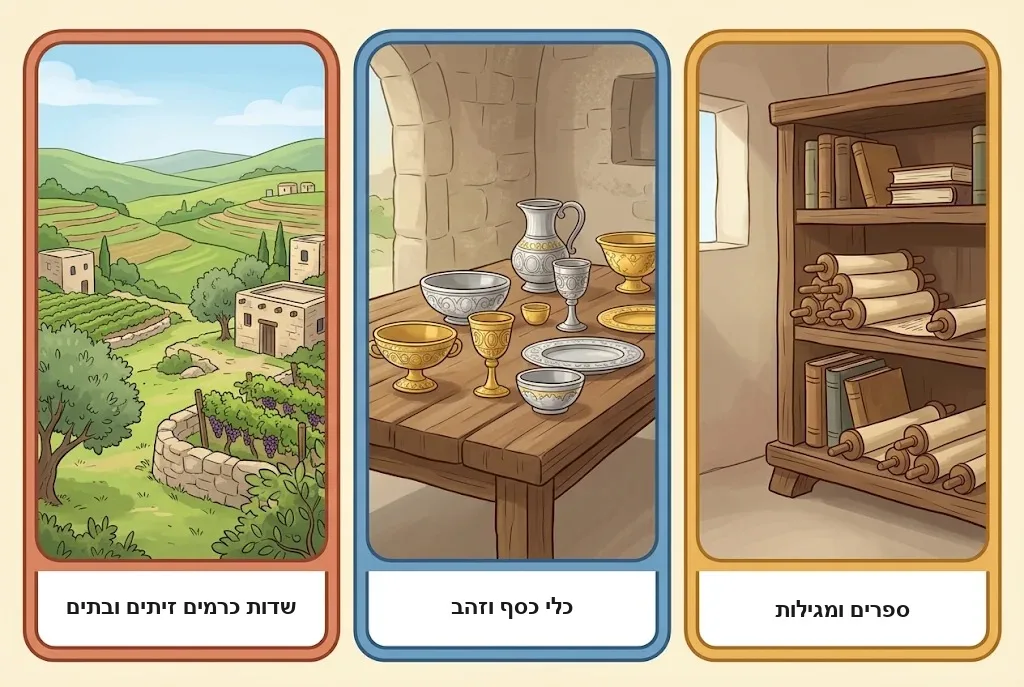 ספרים ומגילות
כלי כסף וזהב
שדות כרמים זיתים ובתים